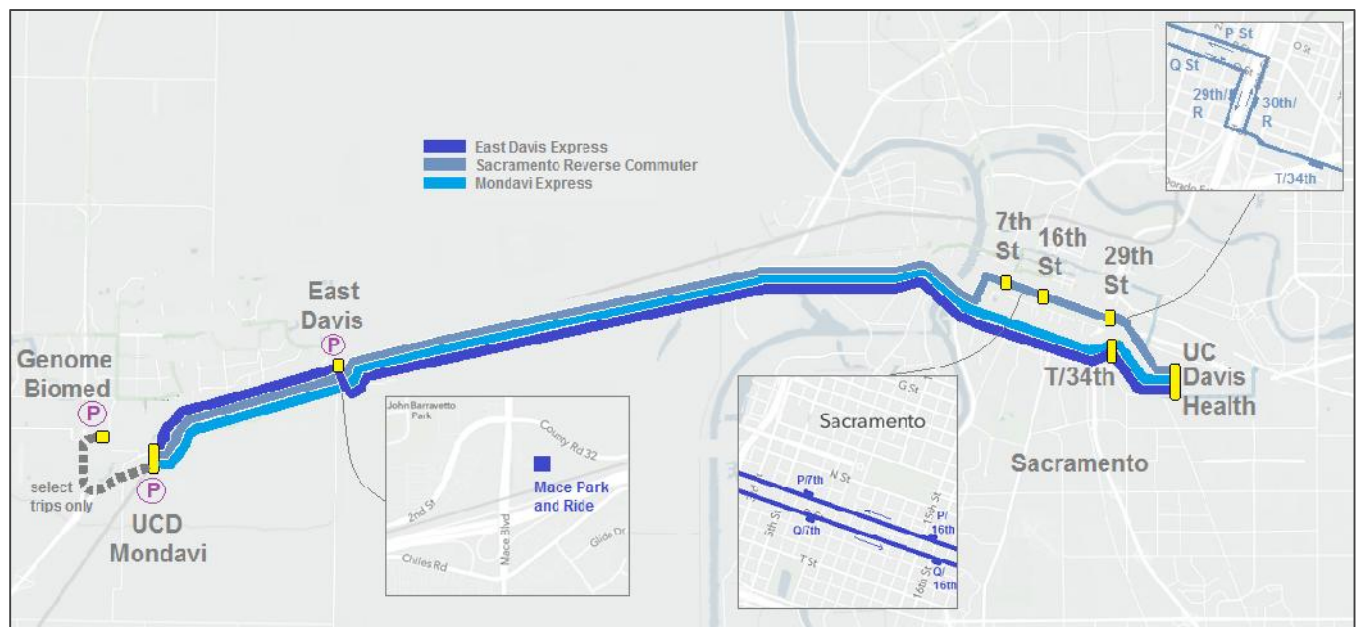 East Davis Express
Sacramento Reverse Commuter
Mondavi Express
Genome
Biomed
P
select
trips only
P
UCD
Mondavi
East
Davis
P
7th
St
16th
St
29th
St
T/34th
UC
Davis
Health
Sacramento
John Barravetto
Park
County Rd 32
Mace Park
and Ride
2nd St
Mace Blvd
Chiles Rd
Glide Dr
G St
Sacramento
N St
P/7th
15th St
P/
16th
5th St
Q/7th
T St
16th St
Q/
16th
P St
O St
Q St
29th/
R
30th/
R
T/34th